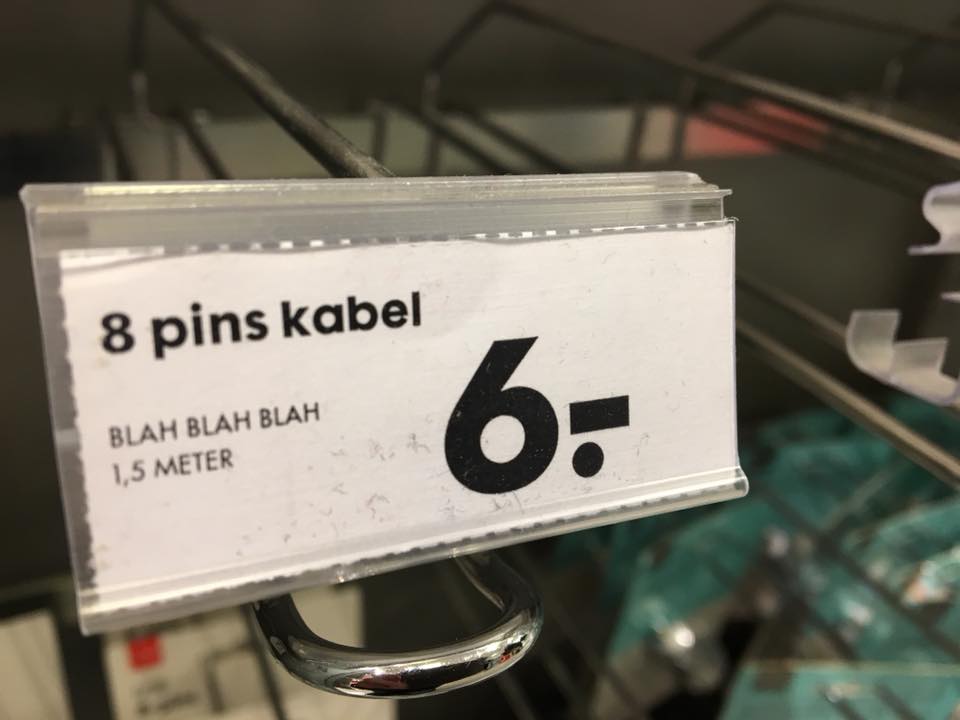 8 pins kabel
6.-
BLAH BLAH BLAH
1,5 METER